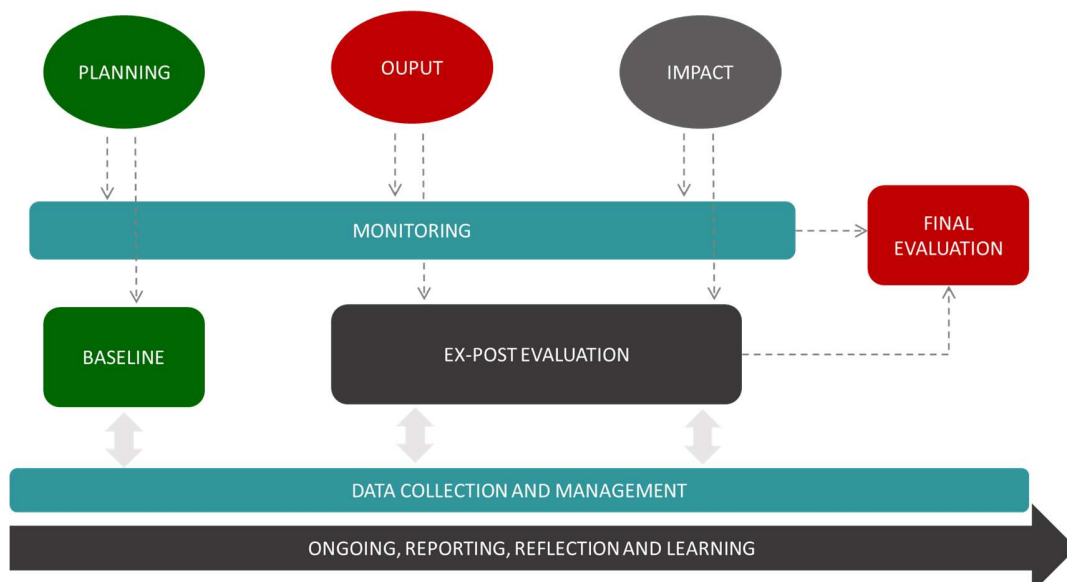 PLANNING
OUPUT
IMPACT
MONITORING
FINAL
EVALUATION
BASELINE
EX-POST EVALUATION
DATA COLLECTION AND MANAGEMENT
ONGOING, REPORTING, REFLECTION AND LEARNING